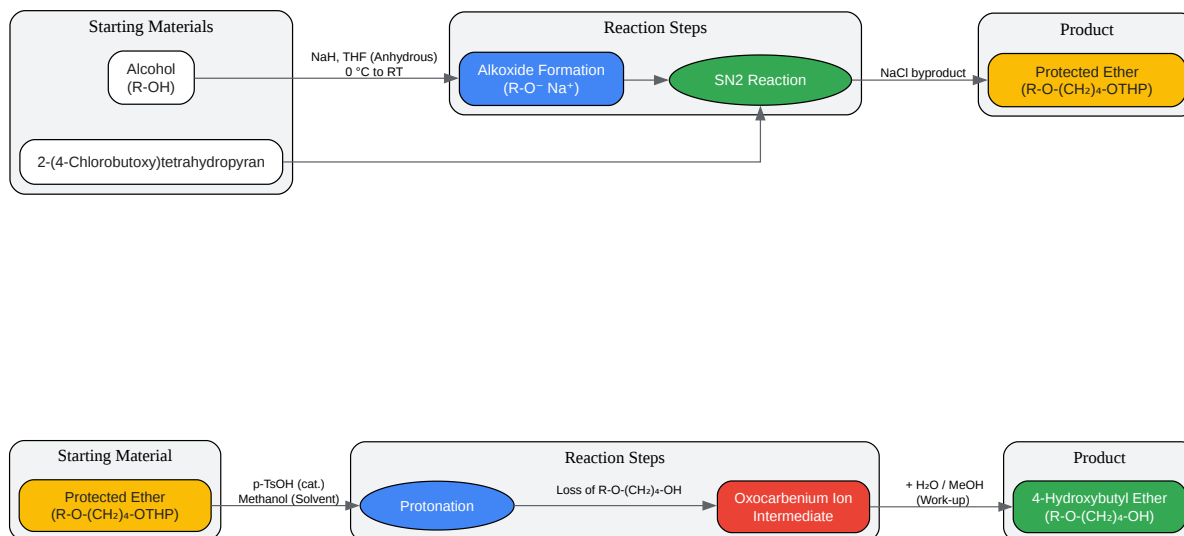 Starting Materials
Alcohol
(R-OH)
2-(4-Chlorobutoxy)tetrahydropyran
NaH, THF (Anhydrous)
0 °C to RT
Reaction Steps
Alkoxide Formation
(R-O⁻ Na⁺)
SN2 Reaction
NaCl byproduct
Product
Protected Ether
(R-O-(CH₂)₄-OTHP)
Starting Material
Protected Ether
(R-O-(CH₂)₄-OTHP)
p-TsOH (cat.)
Methanol (Solvent)
Reaction Steps
Protonation
Loss of R-O-(CH₂)₄-OH
Oxocarbenium Ion
Intermediate
+ H2O / MeOH
(Work-up)
Product
4-Hydroxybutyl Ether
(R-O-(CH₂)₄-OH)